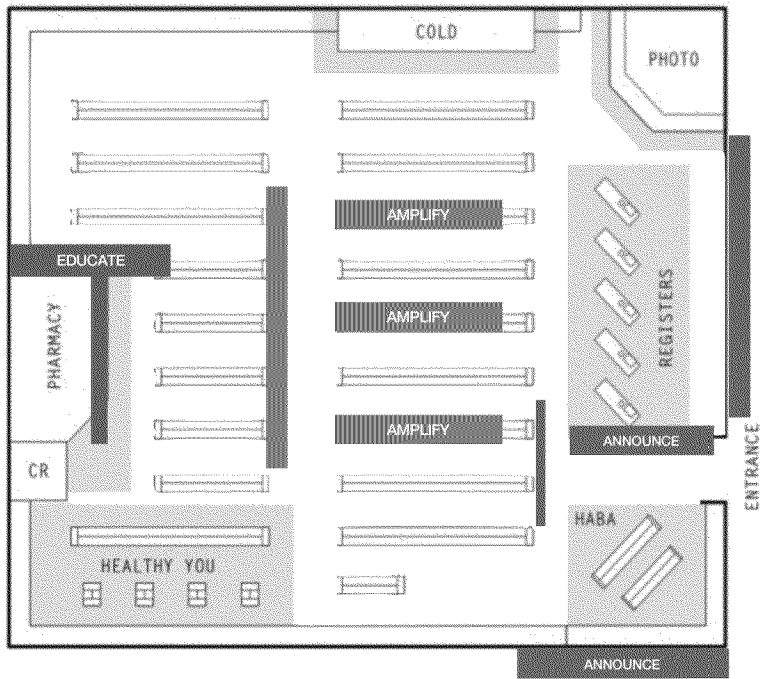 COLD
PHOTO
AMPLIFY
EDUCATE
PHARMACY
AMPLIFY
REGISTERS
AMPLIFY
ANNOUNCE
CR
ENTRANCE
HABA
HEALTHY YOU
ANNOUNCE